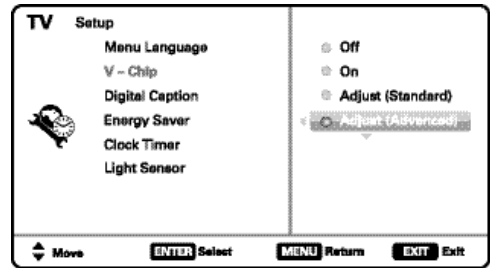 TV Setup
Menu Language
V - Chip
Digital Caption
Energy Saver
Clock Timer
Light Sensor
Off
On
Adjust (Standard)
Adjust (Advanced)
Move ENTER Select MENU Return EXIT Exit